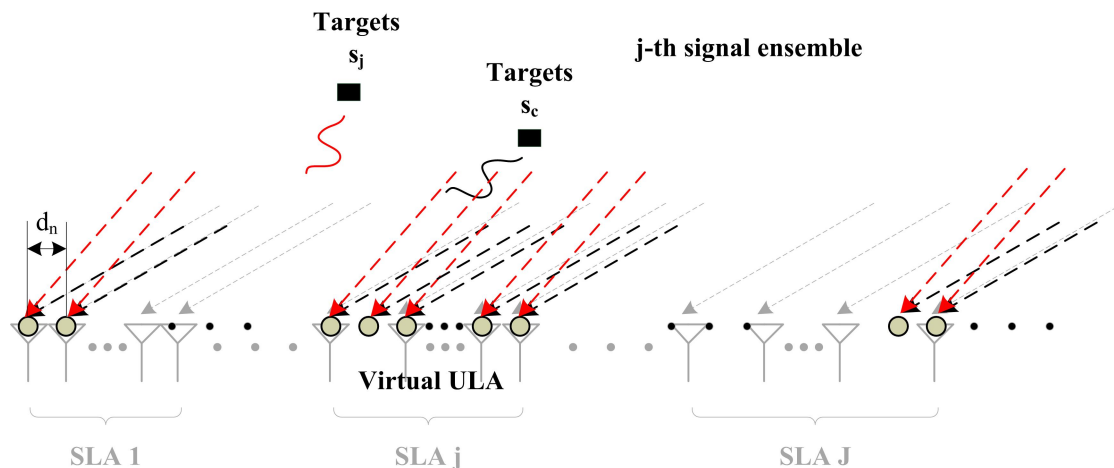 Targets
s_j
j-th signal ensemble
Targets
s_c
d_n
Virtual ULA
SLA 1
SLA j
SLA J